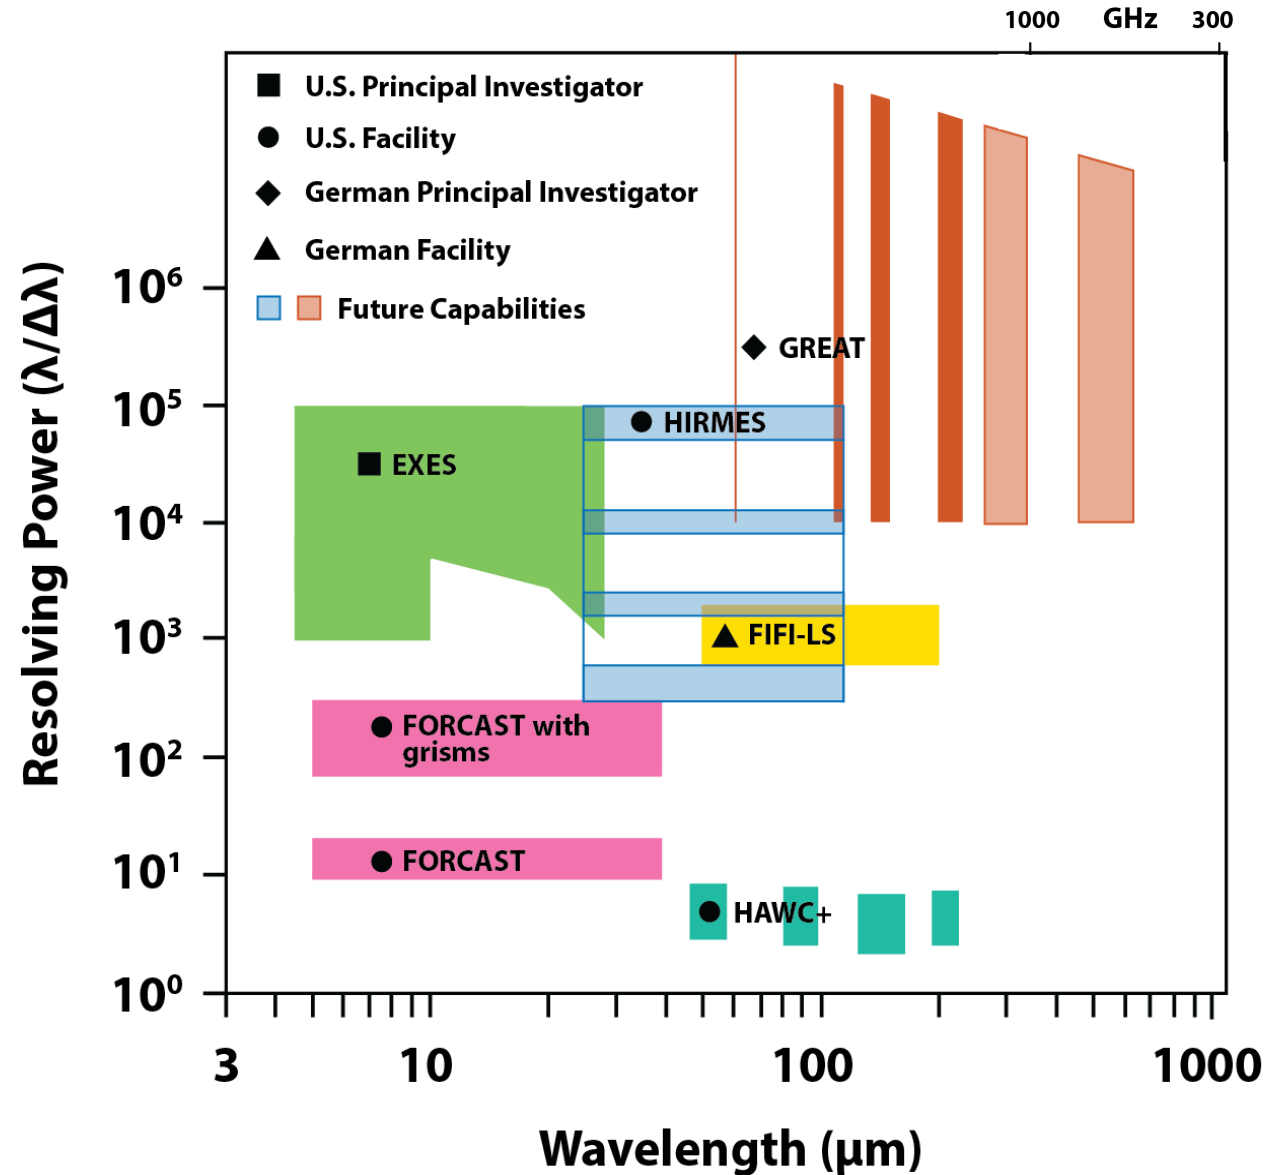 1000 GHz 300
U.S. Principal Investigator
U.S. Facility
German Principal Investigator
German Facility
Future Capabilities
Resolving Power (λ/Δλ)
10⁶
10⁵
10⁴
10³
10²
10¹
10⁰
GREAT
HIRMES
EXES
FIFI-LS
FORCAST with
grisms
FORCAST
HAWC+
3 10 100 1000
Wavelength (μm)